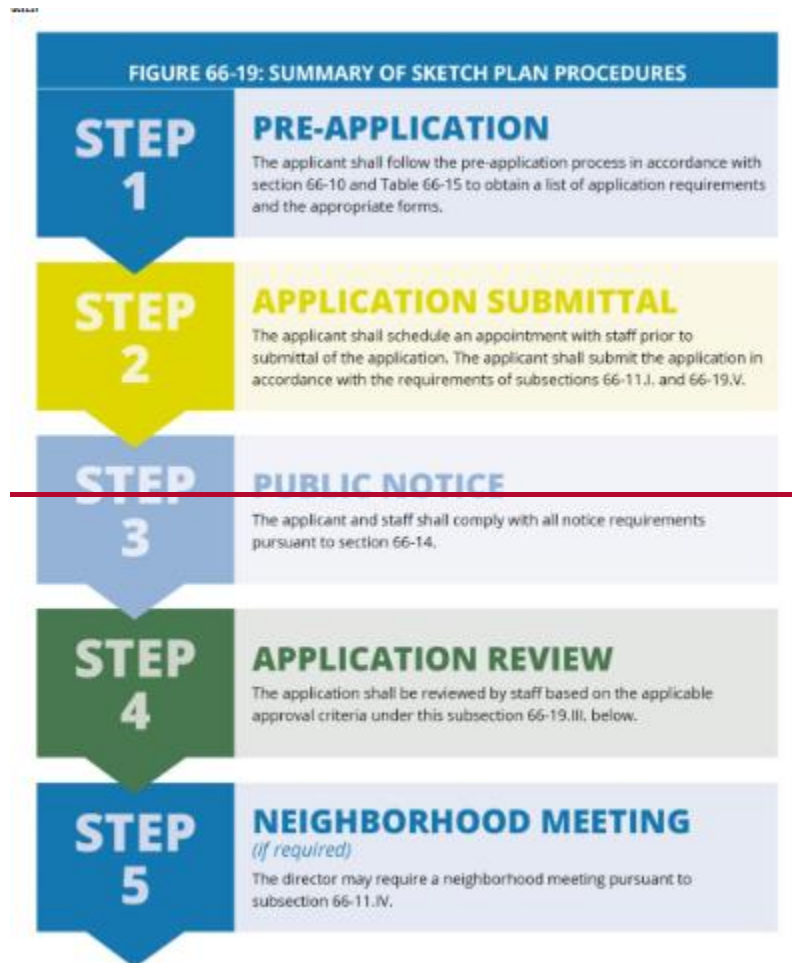 FIGURE 66-19: SUMMARY OF SKETCH PLAN PROCEDURES
STEP
1
PRE-APPLICATION
The applicant shall follow the pre-application process in accordance with
section 66-10 and Table 66-15 to obtain a list of application requirements
and the appropriate forms.
STEP
2
APPLICATION SUBMITTAL
The applicant shall schedule an appointment with staff prior to
submittal of the application. The applicant shall submit the application in
accordance with the requirements of subsections 66-11.I. and 66-19.V.
STEP
3
PUBLIC NOTICE
The applicant and staff shall comply with all notice requirements
pursuant to section 66-14.
STEP
4
APPLICATION REVIEW
The application shall be reviewed by staff based on the applicable
approval criteria under this subsection 66-19.III. below.
STEP
5
NEIGHBORHOOD MEETING
(if required)
The director may require a neighborhood meeting pursuant to
subsection 66-11.IV.